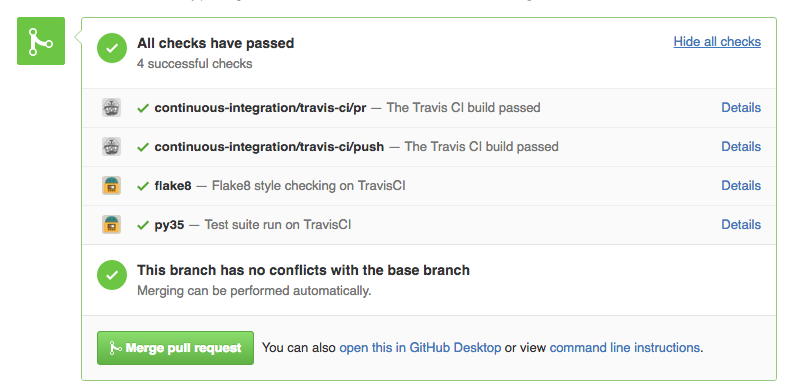 All checks have passed
Hide all checks
4 successful checks
continuous-integration/travis-ci/pr — The Travis CI build passed
Details
continuous-integration/travis-ci/push — The Travis CI build passed
Details
flake8 — Flake8 style checking on TravisCI
Details
py35 — Test suite run on TravisCI
Details
This branch has no conflicts with the base branch
Merging can be performed automatically.
Merge pull request
You can also open this in GitHub Desktop or view command line instructions.